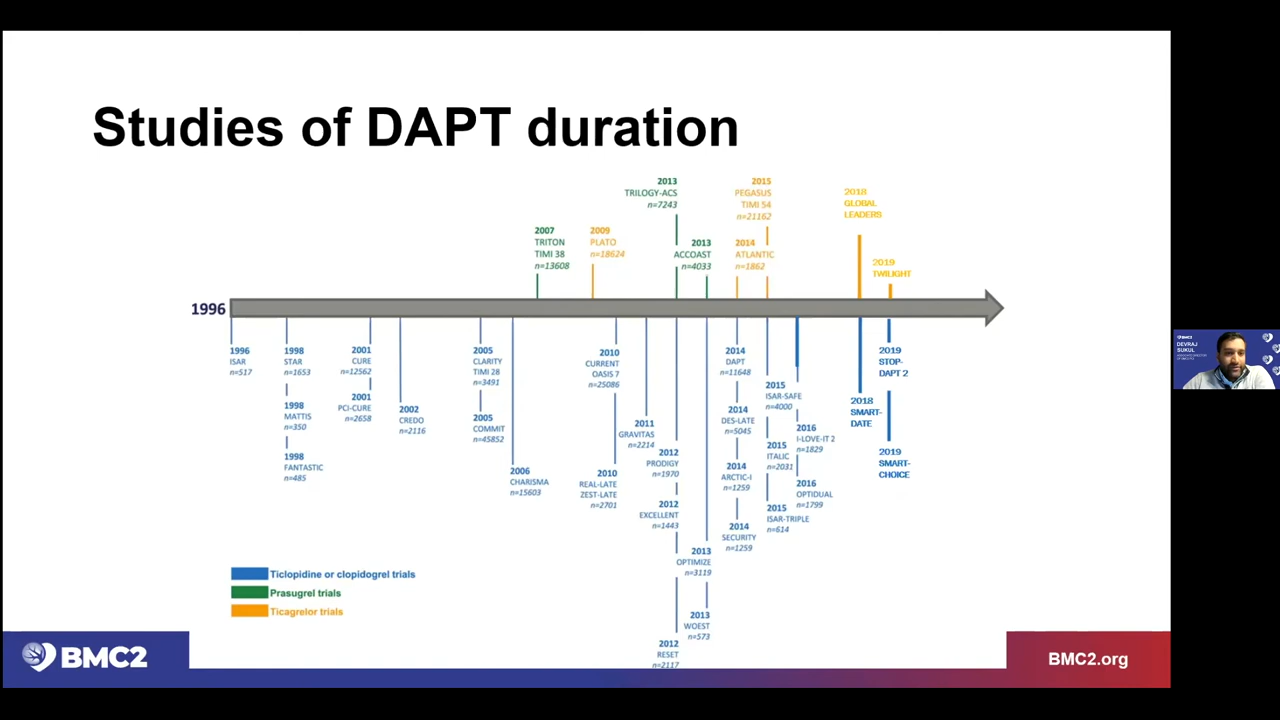 Studies of DAPT duration
2013
TRILOGY-ACS
n=7243
2015
PEGASUS
TIMI 54
n=21162
2018
GLOBAL
LEADERS
2007
TRITON
TIMI 38
n=13608
2009
PLATO
n=18624
2013
ACCOAST
n=4033
2014
ATLANTIC
n=1862
2019
TWILIGHT
1996
1996
ISAR
n=517
1998
STAR
n=1653
1998
MATTIS
n=350
1998
FANTASTIC
n=485
2001
CURE
n=12562
2001
PCI-CURE
n=2658
2002
CREDO
n=2116
2005
CLARITY
TIMI 28
n=3491
2005
COMMIT
n=45852
2006
CHARISMA
n=15603
2010
CURRENT
OASIS 7
n=25086
2010
REAL-LATE
ZEST-LATE
n=2701
2011
GRAVITAS
n=2214
2012
PRODIGY
n=1970
2012
EXCELLENT
n=1443
2012
RESET
n=2117
2013
OPTIMIZE
n=3119
2013
WOEST
n=573
2014
DAPT
n=11648
2014
DES-LATE
n=5045
2014
ARCTIC-I
n=1259
2014
SECURITY
n=1259
2015
ISAR-SAFE
n=4000
2015
ITALIC
n=2031
2015
ISAR-TRIPLE
n=614
2016
I-LOVE-IT 2
n=1829
2016
OPTIDUAL
n=1799
2018
SMART-
DATE
2019
STOP-
DAPT 2
2019
SMART-
CHOICE
Ticlopidine or clopidogrel trials
Prasugrel trials
Ticagrelor trials
BMC2
BMC2.org
BMC2
DEVRAJ
SUKUL